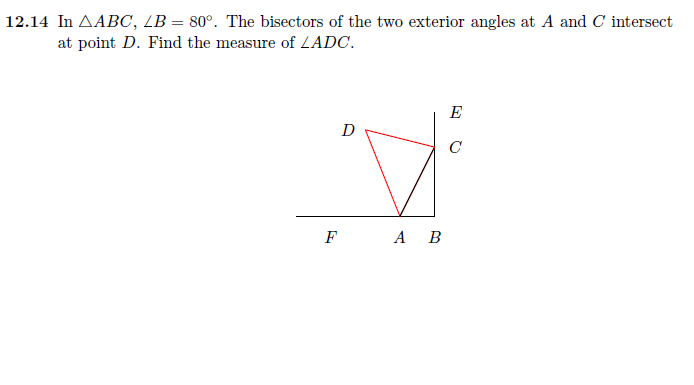 12.14 In △ABC, ∠B = 80°. The bisectors of the two exterior angles at A and C intersect
at point D. Find the measure of ∠ADC.
E
D
C
F A B